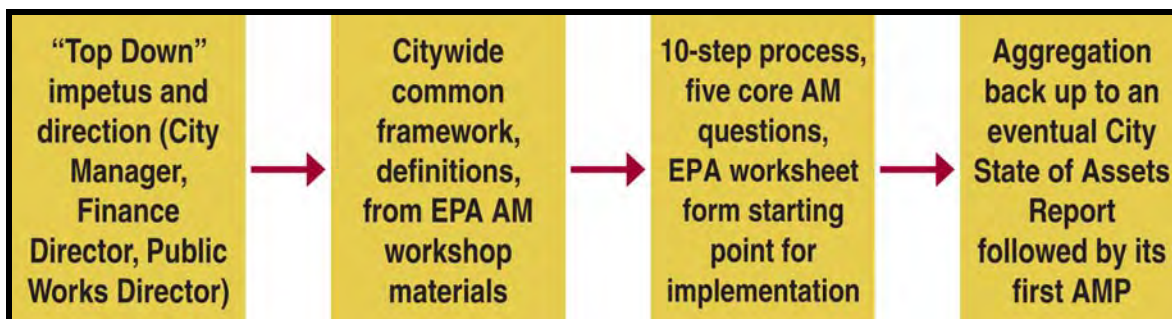 “Top Down”
impetus and
direction (City
Manager,
Finance
Director, Public
Works Director)
Citywide
common
framework,
definitions,
from EPA AM
workshop
materials
10-step process,
five core AM
questions,
EPA worksheet
form starting
point for
implementation
Aggregation
back up to an
eventual City
State of Assets
Report
followed by its
first AMP